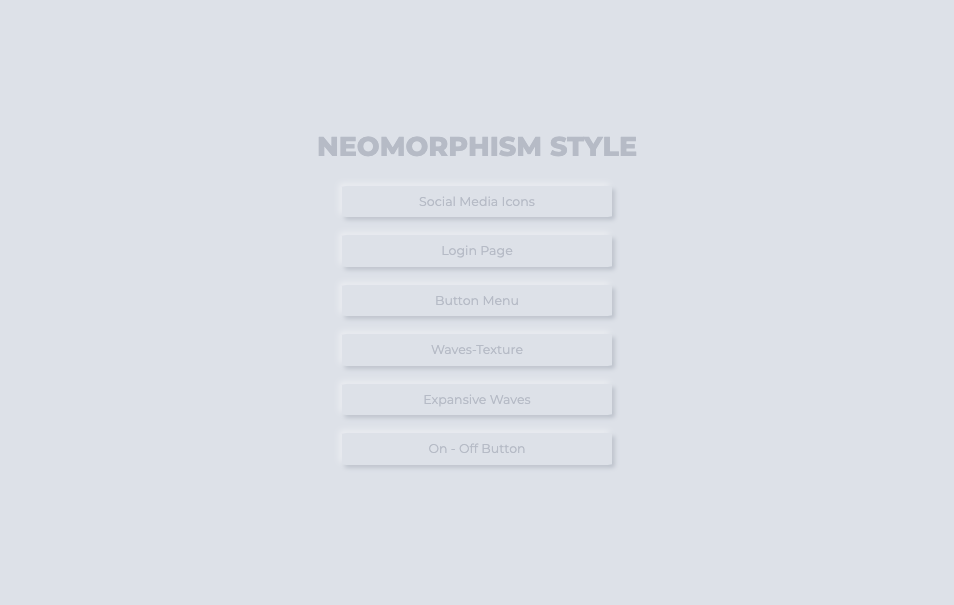 NEOMORPHISM STYLE
Social Media Icons
Login Page
Button Menu
Waves-Texture
Expansive Waves
On - Off Button